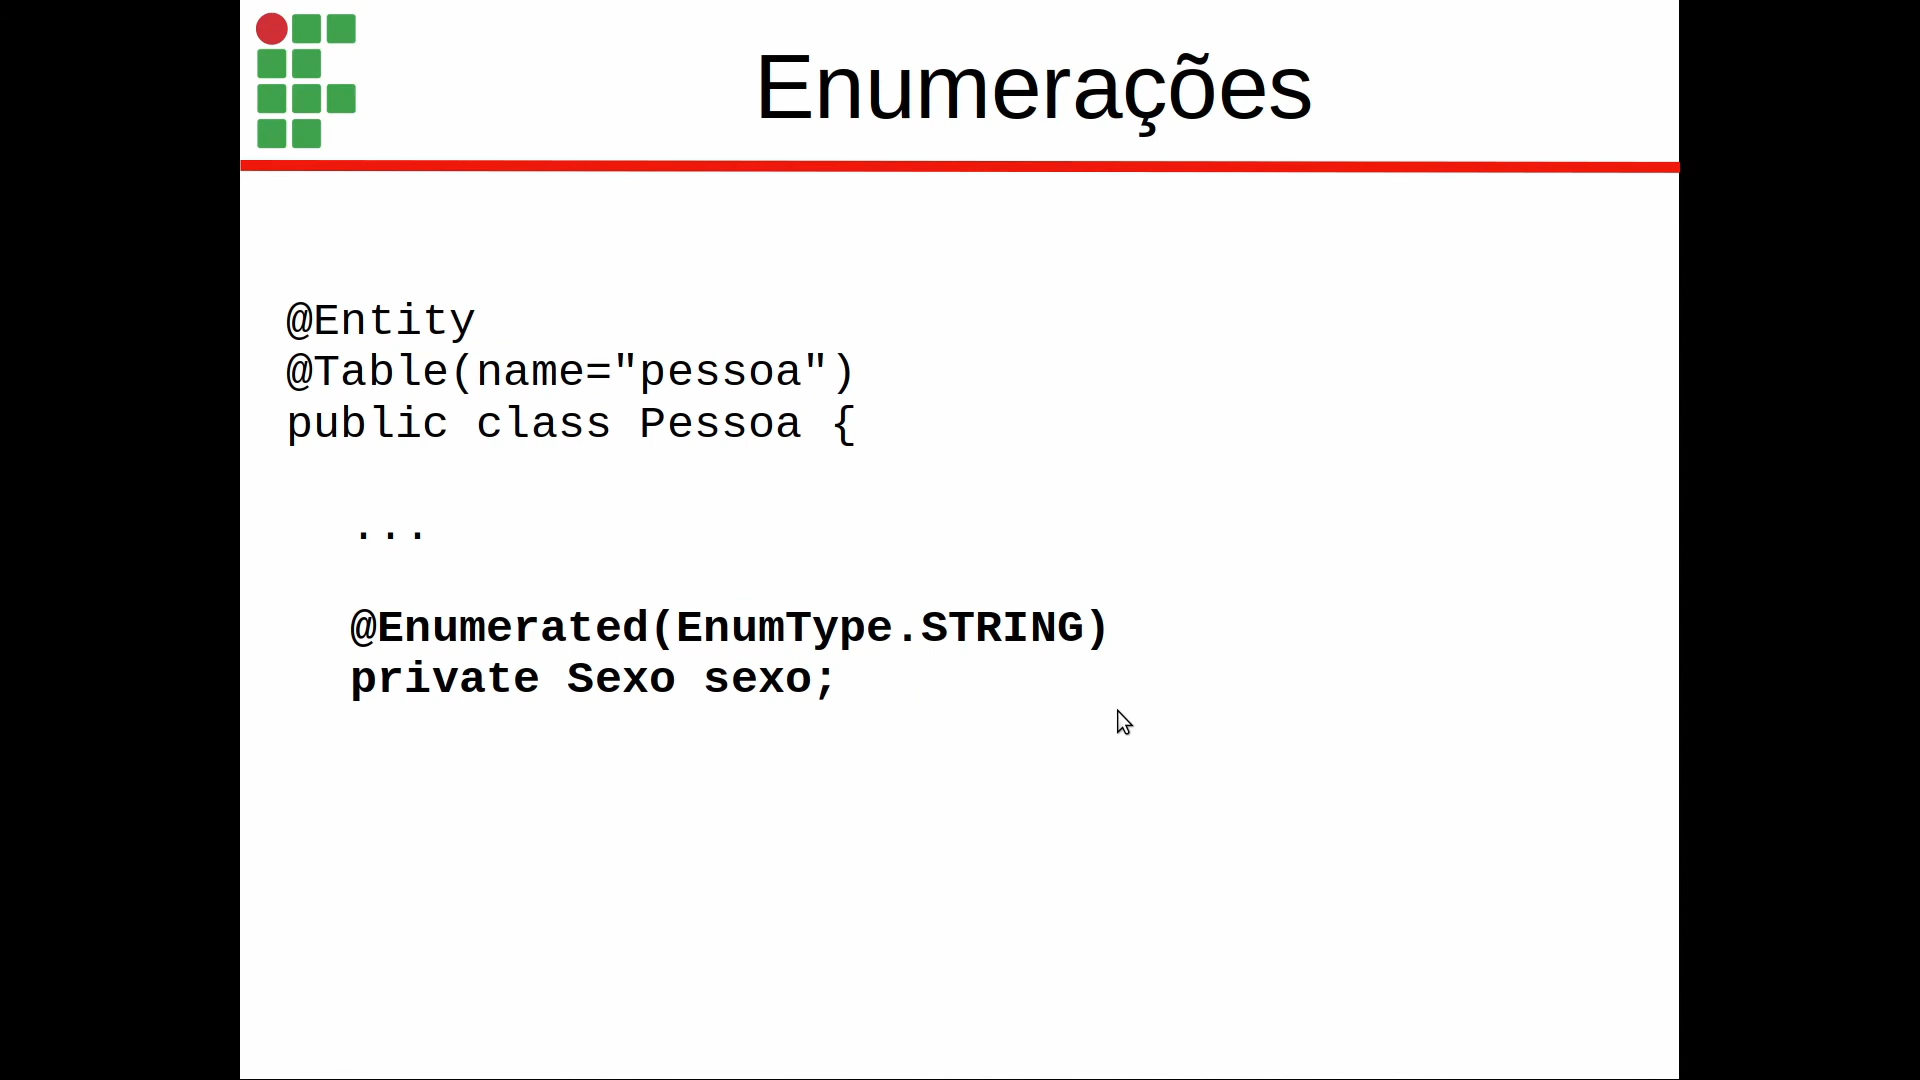 Enumerações
@Entity
@Table(name="pessoa")
public class Pessoa {
...
@Enumerated(EnumType.STRING)
private Sexo sexo;